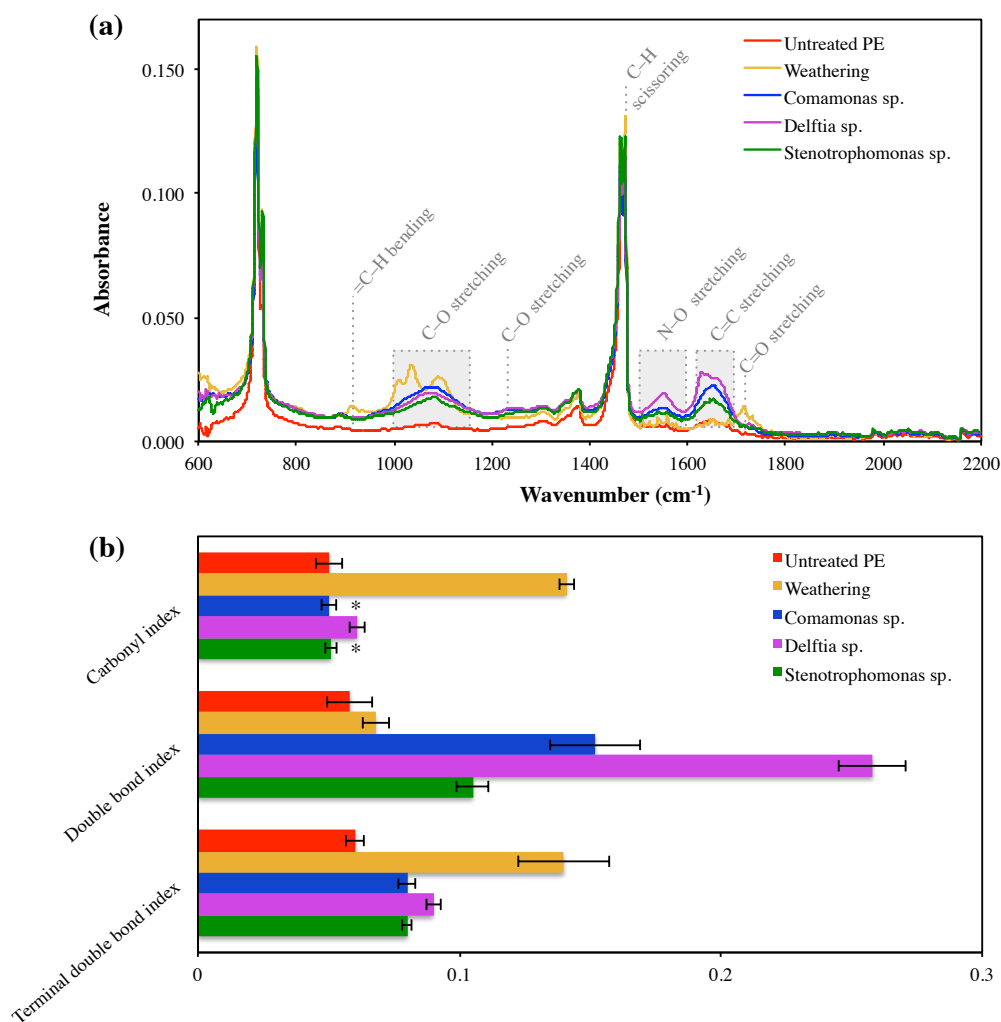 (a)
Untreated PE
Weathering
Comamonas sp.
Delftia sp.
Stenotrophomonas sp.
C–H
scissoring
=C–H bending
C–O stretching
C–O stretching
N–O stretching
C=C stretching
C=O stretching
Absorbance
0.150
0.100
0.050
0.000
600 800 1000 1200 1400 1600 1800 2000 2200
Wavenumber (cm-1)
(b)
Untreated PE
Weathering
Comamonas sp.
Delftia sp.
Stenotrophomonas sp.
Carbonyl index
*
*
Double bond index
Terminal double bond index
0 0.1 0.2 0.3